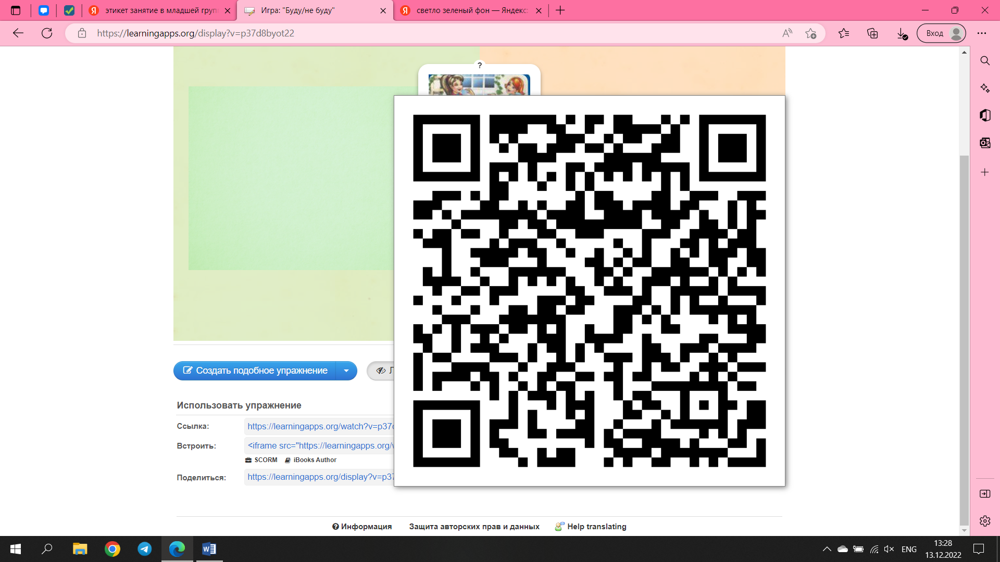 этикет занятие в младшей груп
Игра: "Буду/не буду"
светло зеленый фон — Яндекс:
https://learningapps.org/display?v=p37d8byot22
Вход
?
Создать подобное упражнение
Использовать упражнение
Ссылка:
https://learningapps.org/watch?v=p37
Встроить:
<iframe src="https://learningapps.org/
SCORM
iBooks Author
Поделиться:
https://learningapps.org/display?v=p37
Информация
Защита авторских прав и данных
Help translating
ENG
13:28
13.12.2022